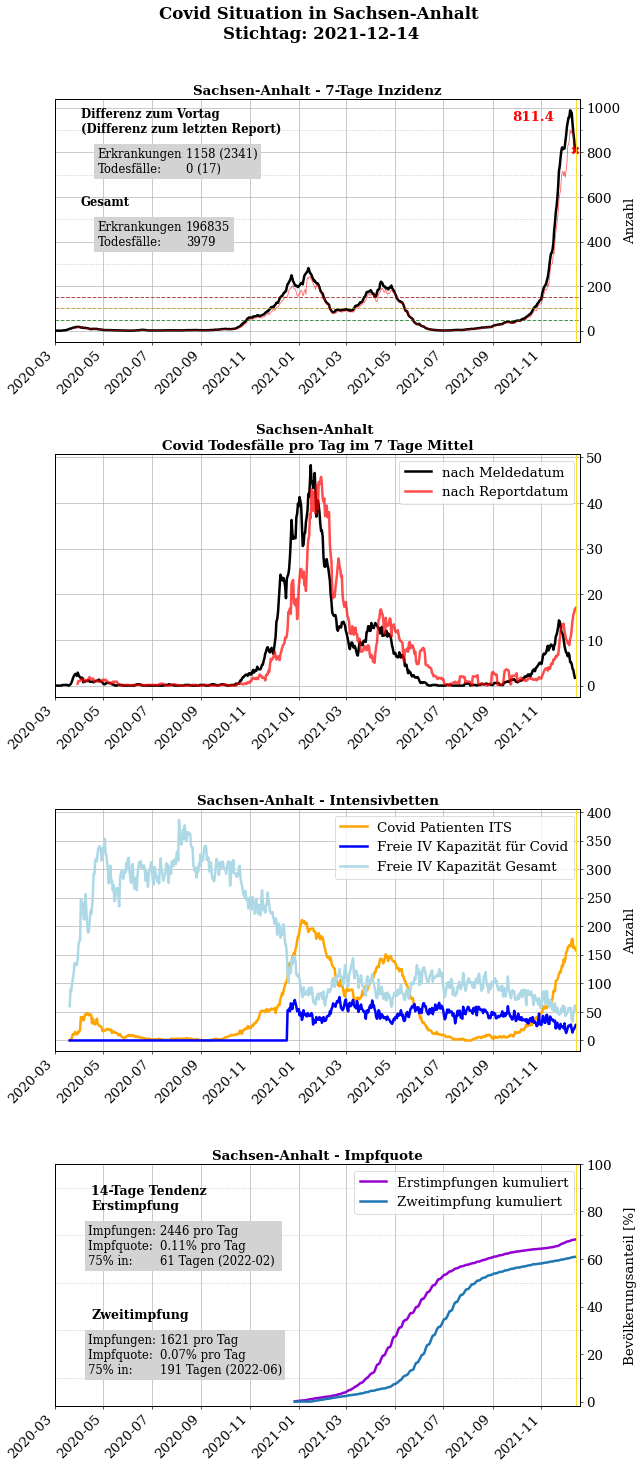 Covid Situation in Sachsen-Anhalt
Stichtag: 2021-12-14
Sachsen-Anhalt - 7-Tage Inzidenz
Differenz zum Vortag
(Differenz zum letzten Report)
Erkrankungen 1158 (2341)
Todesfälle: 0 (17)
Gesamt
Erkrankungen 196835
Todesfälle: 3979
811.4
1000
800
600
400
200
0
Anzahl
2020-03
2020-05
2020-07
2020-09
2020-11
2021-01
2021-03
2021-05
2021-07
2021-09
2021-11
Sachsen-Anhalt
Covid Todesfälle pro Tag im 7 Tage Mittel
nach Meldedatum
nach Reportdatum
50
40
30
20
10
0
2020-03
2020-05
2020-07
2020-09
2020-11
2021-01
2021-03
2021-05
2021-07
2021-09
2021-11
Sachsen-Anhalt - Intensivbetten
Covid Patienten ITS
Freie IV Kapazität für Covid
Freie IV Kapazität Gesamt
400
350
300
250
200
150
100
50
0
Anzahl
2020-03
2020-05
2020-07
2020-09
2020-11
2021-01
2021-03
2021-05
2021-07
2021-09
2021-11
Sachsen-Anhalt - Impfquote
14-Tage Tendenz
Erstimpfung
Impfungen: 2446 pro Tag
Impfquote: 0.11% pro Tag
75% in: 61 Tagen (2022-02)
Zweitimpfung
Impfungen: 1621 pro Tag
Impfquote: 0.07% pro Tag
75% in: 191 Tagen (2022-06)
Erstimpfungen kumuliert
Zweitimpfung kumuliert
100
80
60
40
20
0
Bevölkerungsanteil [%]
2020-03
2020-05
2020-07
2020-09
2020-11
2021-01
2021-03
2021-05
2021-07
2021-09
2021-11